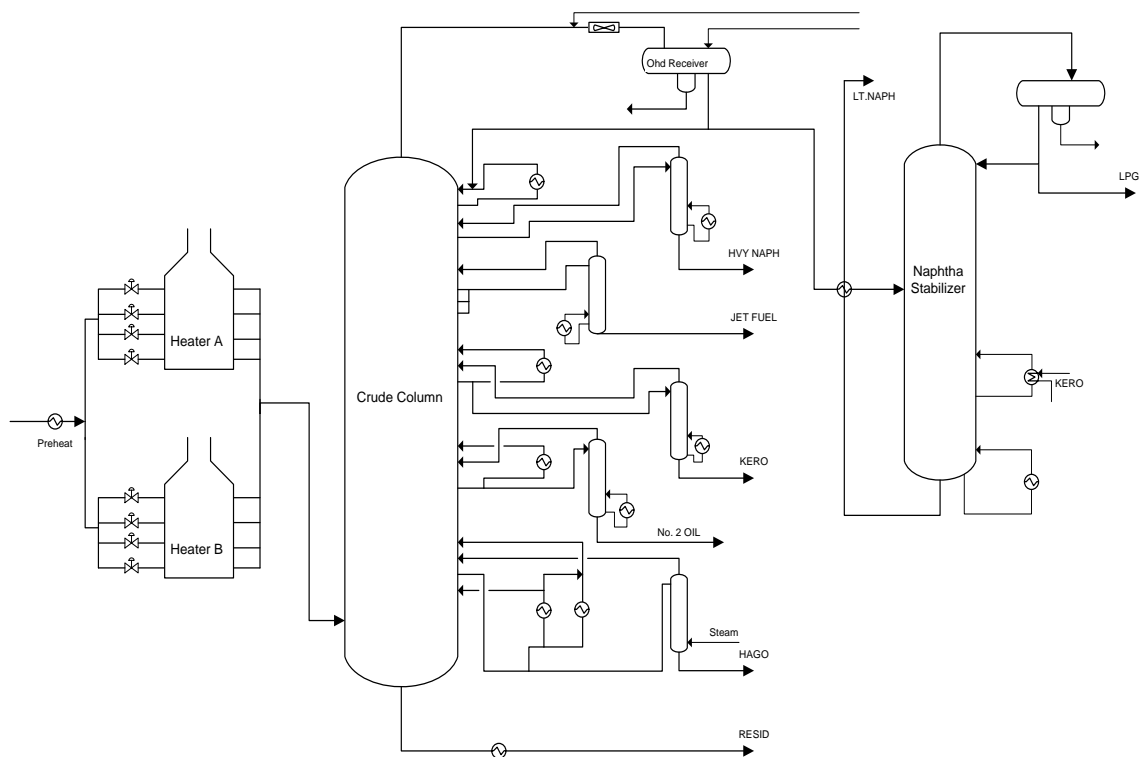 Ohd Receiver
LT.NAPH
LPG
HVY NAPH
Naphtha
Stabilizer
JET FUEL
Heater A
KERO
Crude Column
Preheat
KERO
No. 2 OIL
Heater B
Steam
HAGO
RESID